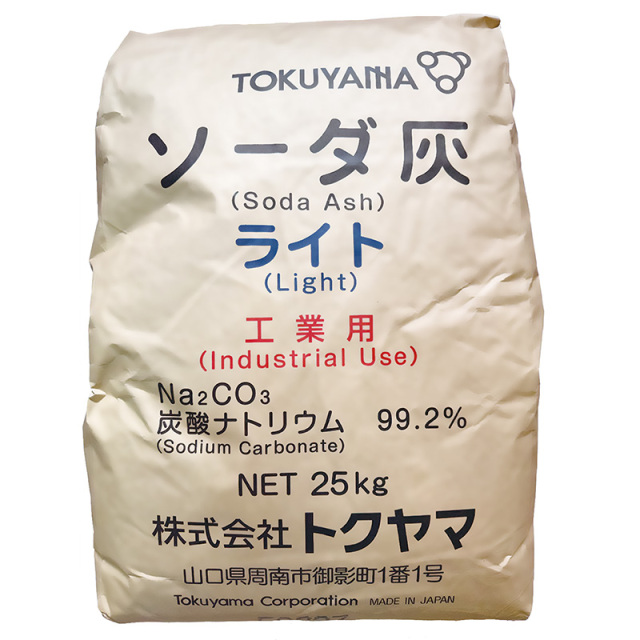 TOKUYAMA
ソーダ灰
(Soda Ash)
ライト
(Light)
工業用
(Industrial Use)
Na₂CO₃
炭酸ナトリウム 99.2%
(Sodium Carbonate)
NET 25kg
株式会社トクヤマ
山口県周南市御影町1番1号
Tokuyama Corporation MADE IN JAPAN